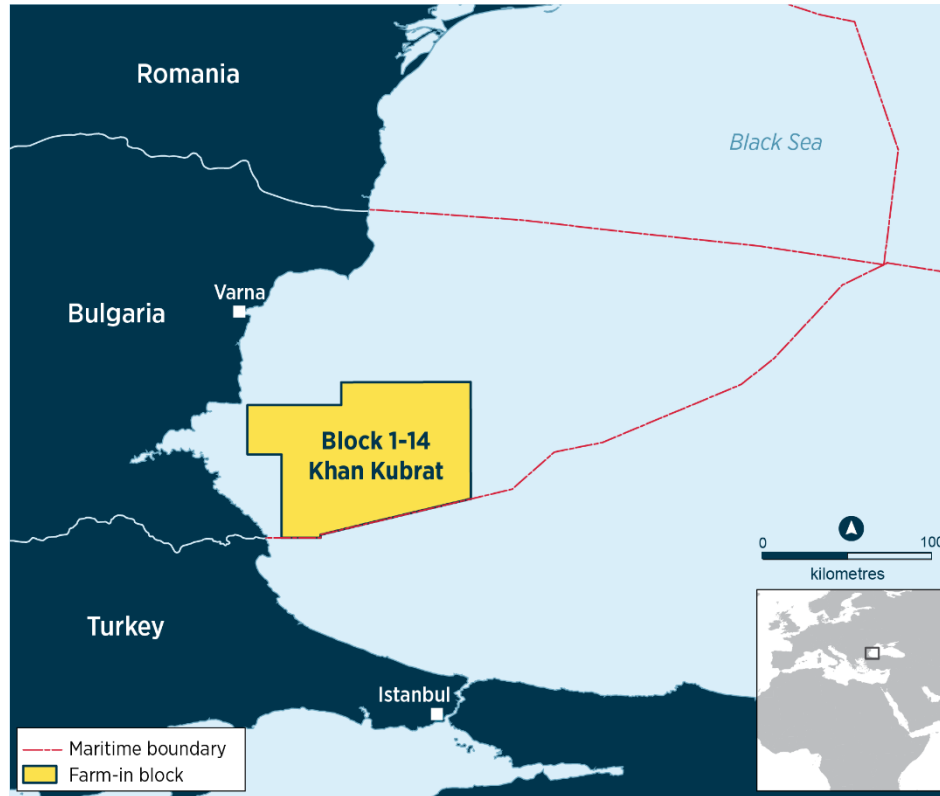 Romania
Black Sea
Varna
Bulgaria
Block 1-14
Khan Kubrat
0 100
kilometres
Turkey
Istanbul
Maritime boundary
Farm-in block